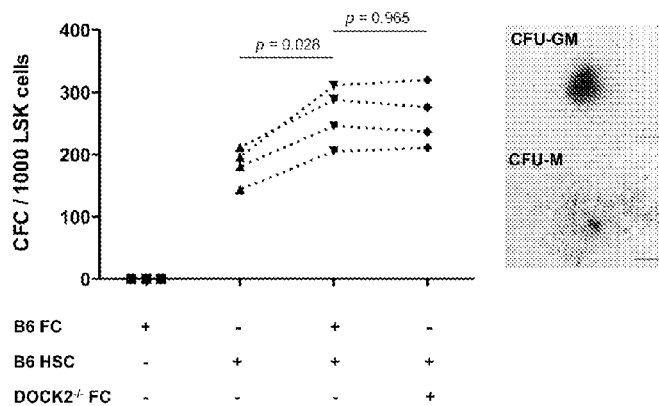 p = 0.965
p = 0.028
CFC / 1000 LSK cells
400
300
200
100
0
CFU-GM
CFU-M
B6 FC + - + -
B6 HSC - + + +
DOCK2-/- FC - - - +